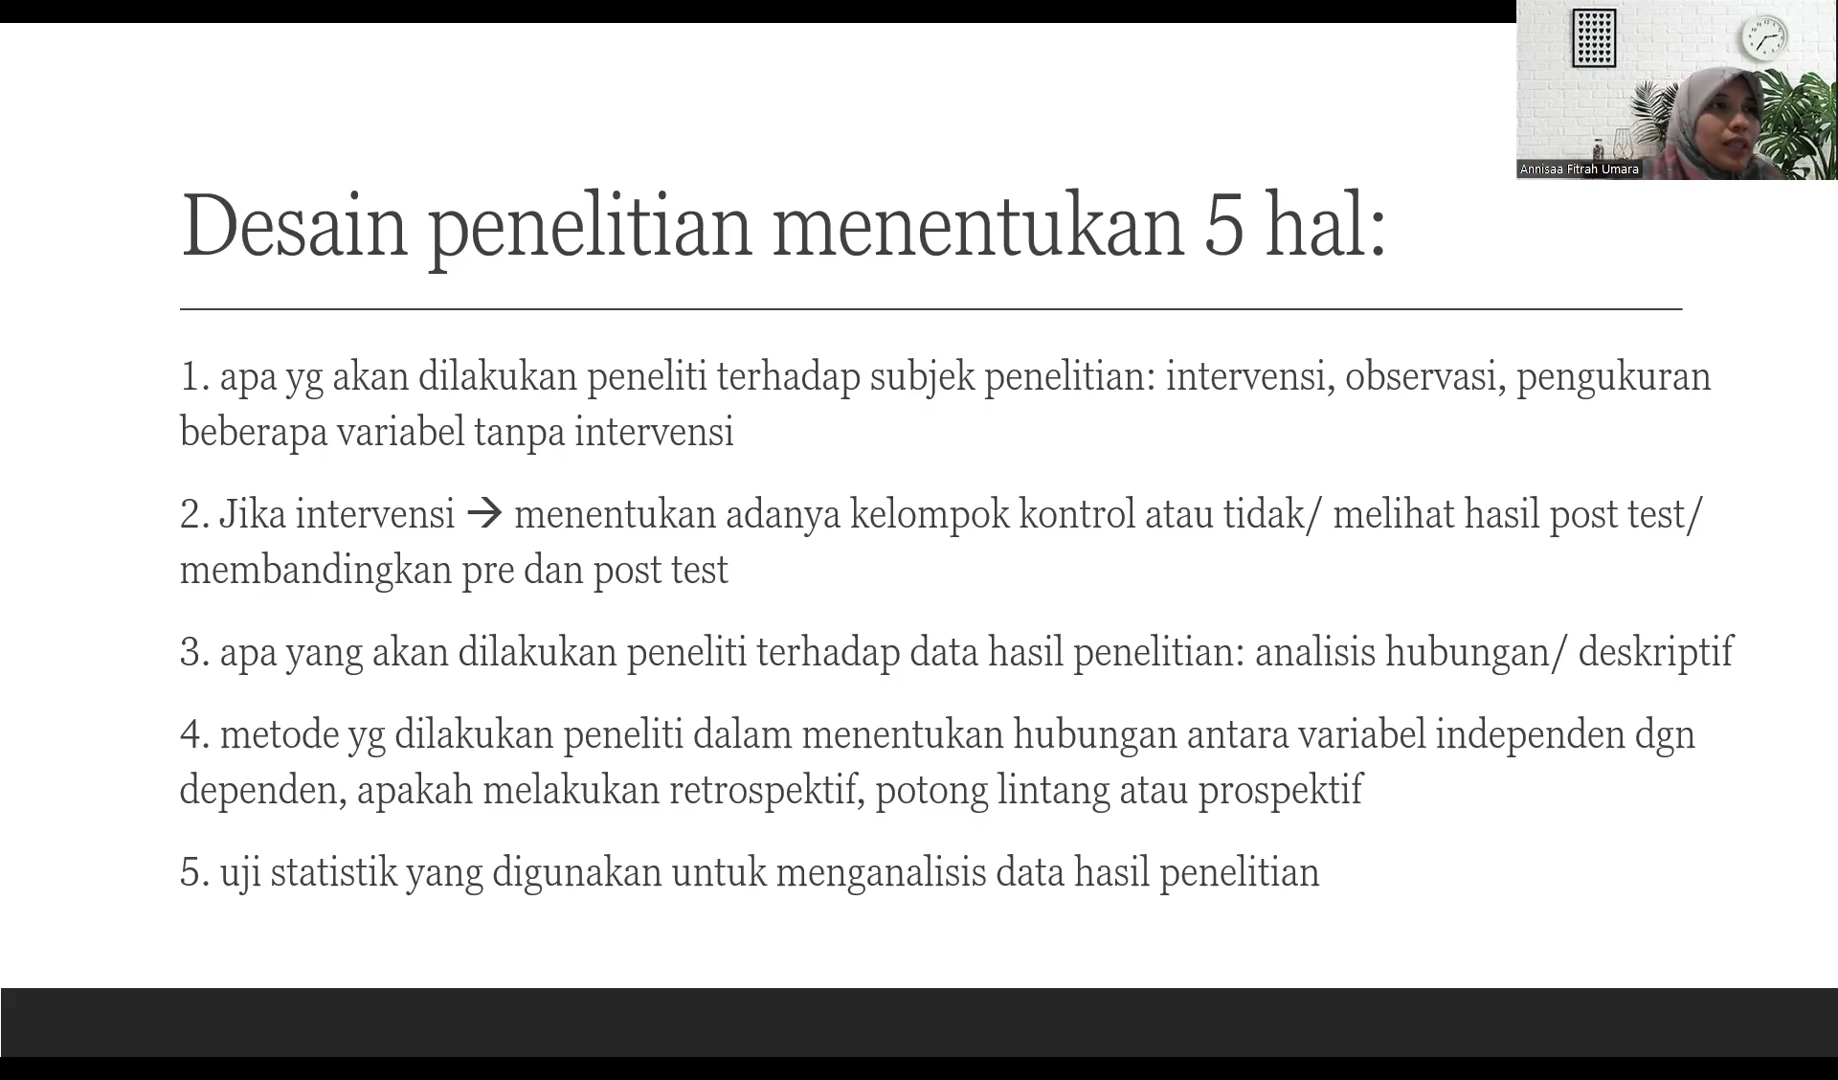 Annisaa Fitrah Umara
Desain penelitian menentukan 5 hal:
1. apa yg akan dilakukan peneliti terhadap subjek penelitian: intervensi, observasi, pengukuran
beberapa variabel tanpa intervensi
2. Jika intervensi → menentukan adanya kelompok kontrol atau tidak/ melihat hasil post test/
membandingkan pre dan post test
3. apa yang akan dilakukan peneliti terhadap data hasil penelitian: analisis hubungan/ deskriptif
4. metode yg dilakukan peneliti dalam menentukan hubungan antara variabel independen dgn
dependen, apakah melakukan retrospektif, potong lintang atau prospektif
5. uji statistik yang digunakan untuk menganalisis data hasil penelitian